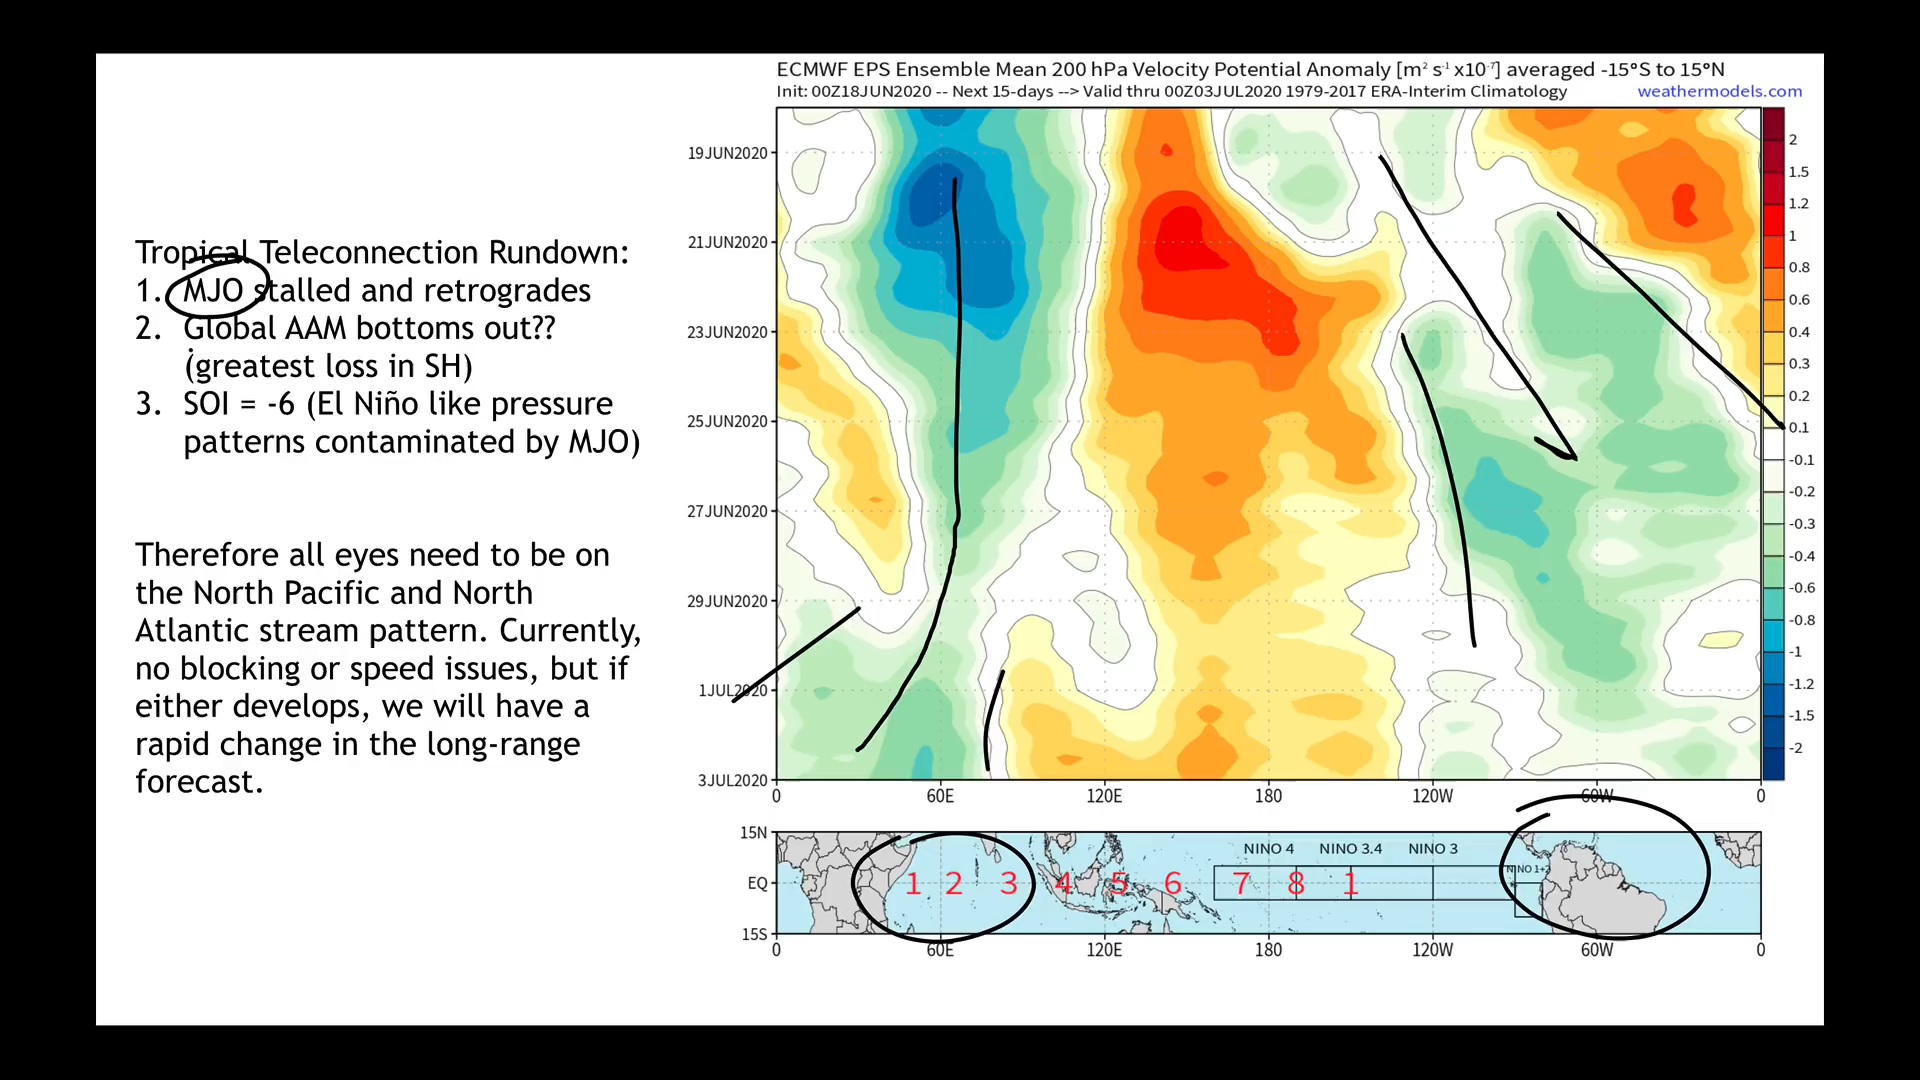 ECMWF EPS Ensemble Mean 200 hPa Velocity Potential Anomaly [m² s⁻¹ x10⁻⁷] averaged -15°S to 15°N
Init: 00Z18JUN2020 -- Next 15-days --> Valid thru 00Z03JUL2020 1979-2017 ERA-Interim Climatology
weathermodels.com
Tropical Teleconnection Rundown:
1. MJO stalled and retrogrades
2. Global AAM bottoms out??
(greatest loss in SH)
3. SOI = -6 (El Niño like pressure
patterns contaminated by MJO)
Therefore all eyes need to be on
the North Pacific and North
Atlantic stream pattern. Currently,
no blocking or speed issues, but if
either develops, we will have a
rapid change in the long-range
forecast.
19JUN2020
21JUN2020
23JUN2020
25JUN2020
27JUN2020
29JUN2020
1JUL2020
3JUL2020
0 60E 120E 180 120W 60W 0
2
1.5
1.2
1
0.8
0.6
0.4
0.3
0.2
0.1
-0.1
-0.2
-0.3
-0.4
-0.6
-0.8
-1
-1.2
-1.5
-2
15N
EQ
15S
NINO 4 NINO 3.4 NINO 3
NINO 1+2
1 2 3 4 5 6 7 8 1
0 60E 120E 180 120W 60W 0